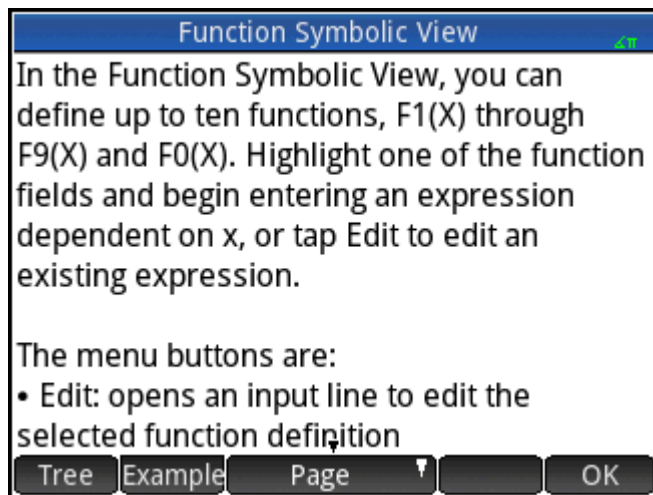 Function Symbolic View
∡π
In the Function Symbolic View, you can
define up to ten functions, F1(X) through
F9(X) and F0(X). Highlight one of the function
fields and begin entering an expression
dependent on x, or tap Edit to edit an
existing expression.
The menu buttons are:
• Edit: opens an input line to edit the
selected function definition
Tree Example Page OK